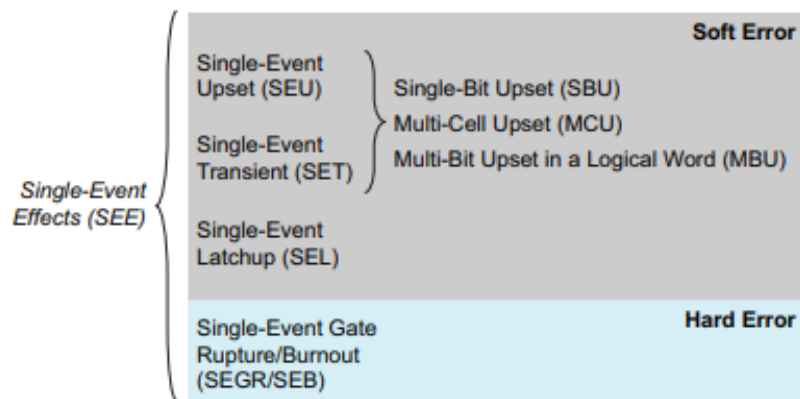 Soft Error
Single-Event
Upset (SEU)
Single-Event
Transient (SET)
Single-Bit Upset (SBU)
Multi-Cell Upset (MCU)
Multi-Bit Upset in a Logical Word (MBU)
Single-Event
Effects (SEE)
Single-Event
Latchup (SEL)
Hard Error
Single-Event Gate
Rupture/Burnout
(SEGR/SEB)